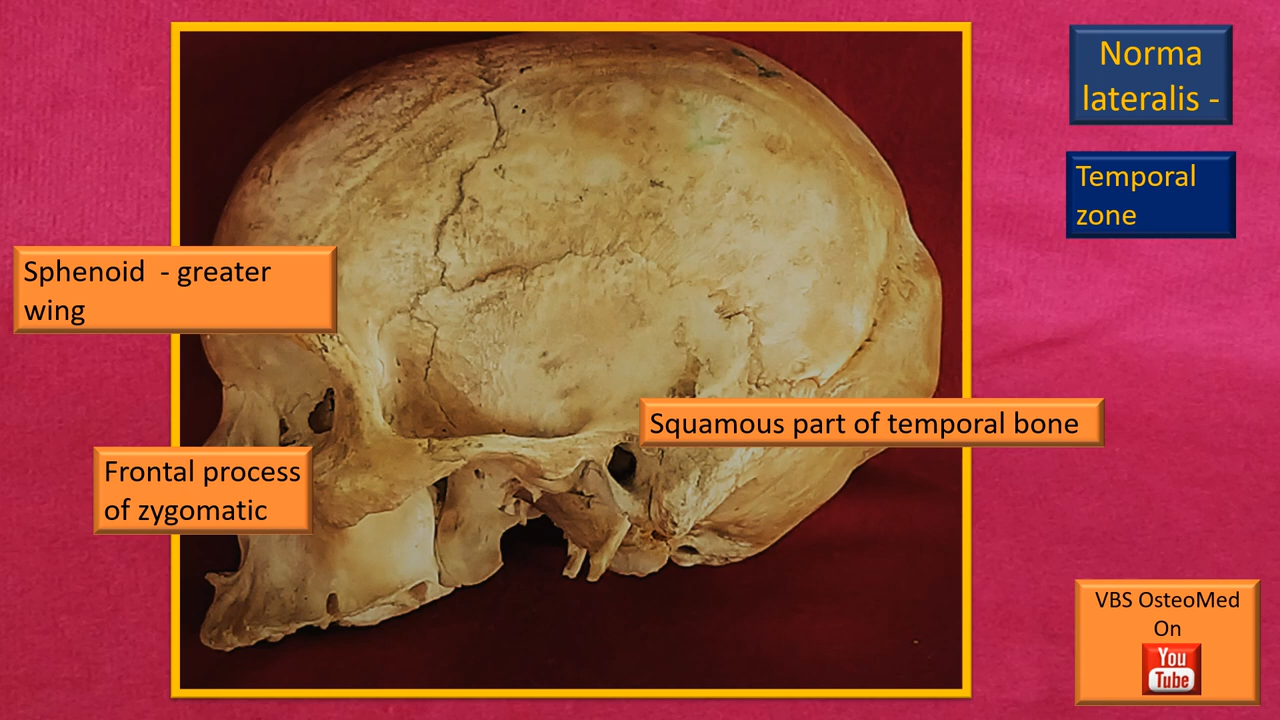 Norma
lateralis -
Temporal
zone
Sphenoid  - greater
wing
Squamous part of temporal bone
Frontal process
of zygomatic
VBS OsteoMed
On
You
Tube